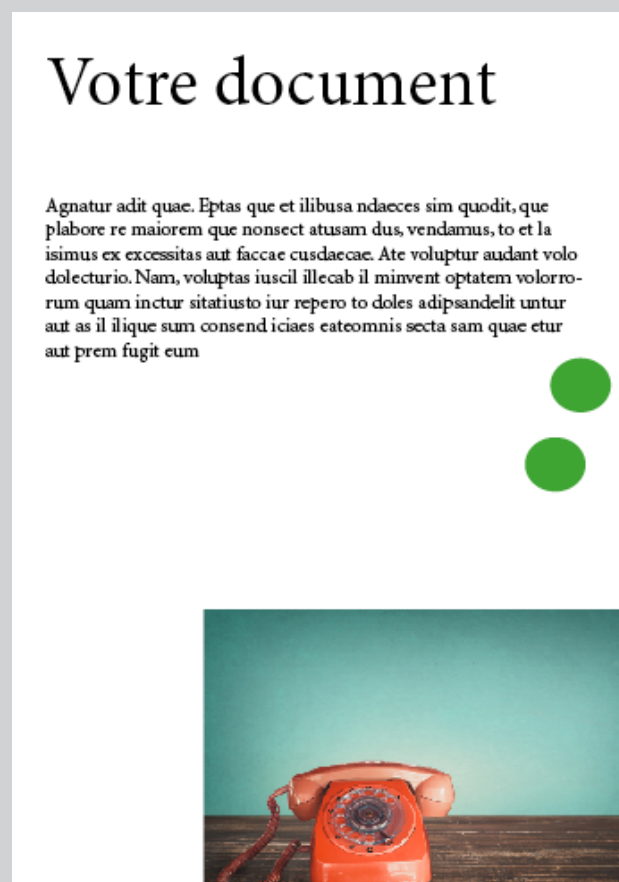 Votre document
Agnatur adit quae. Eptas que et ilibusa ndaeces sim quodit, que
plabore re maiorem que nonsect atusam dus, vendamus, to et la
isimus ex excessitas aut faccae cusdaecae. Ate voluptur audant volo
dolecturio. Nam, voluptas iuscil illecab il minvent optatem volorro-
rum quam inctur sitatiusto iur repero to doles adipsandelit untur
aut as il ilique sum consend iciaes eateomnis secta sam quae etur
aut prem fugit eum